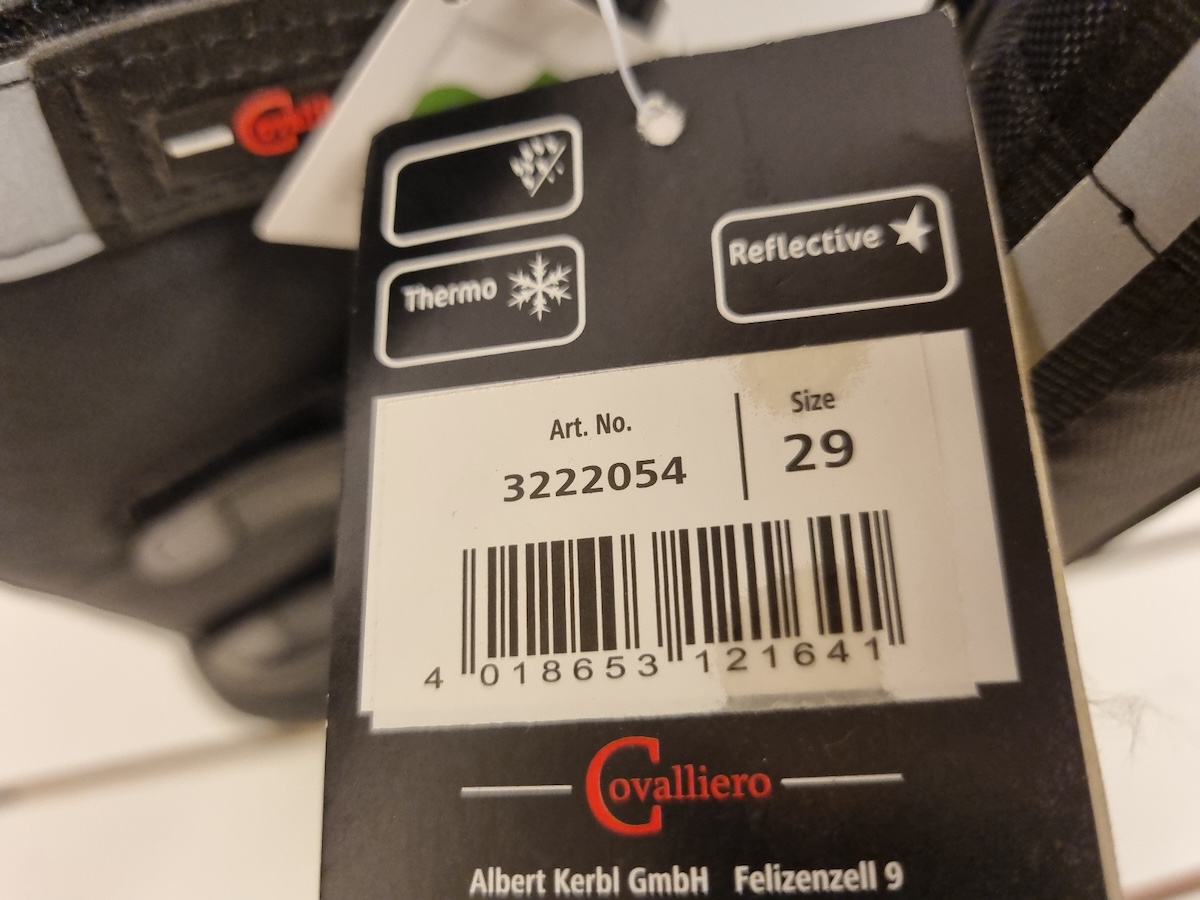 Thermo
Reflective
Art. No.
3222054
Size
29
4 018653 121641
Covalliero
Albert Kerbl GmbH Felizenzell 9